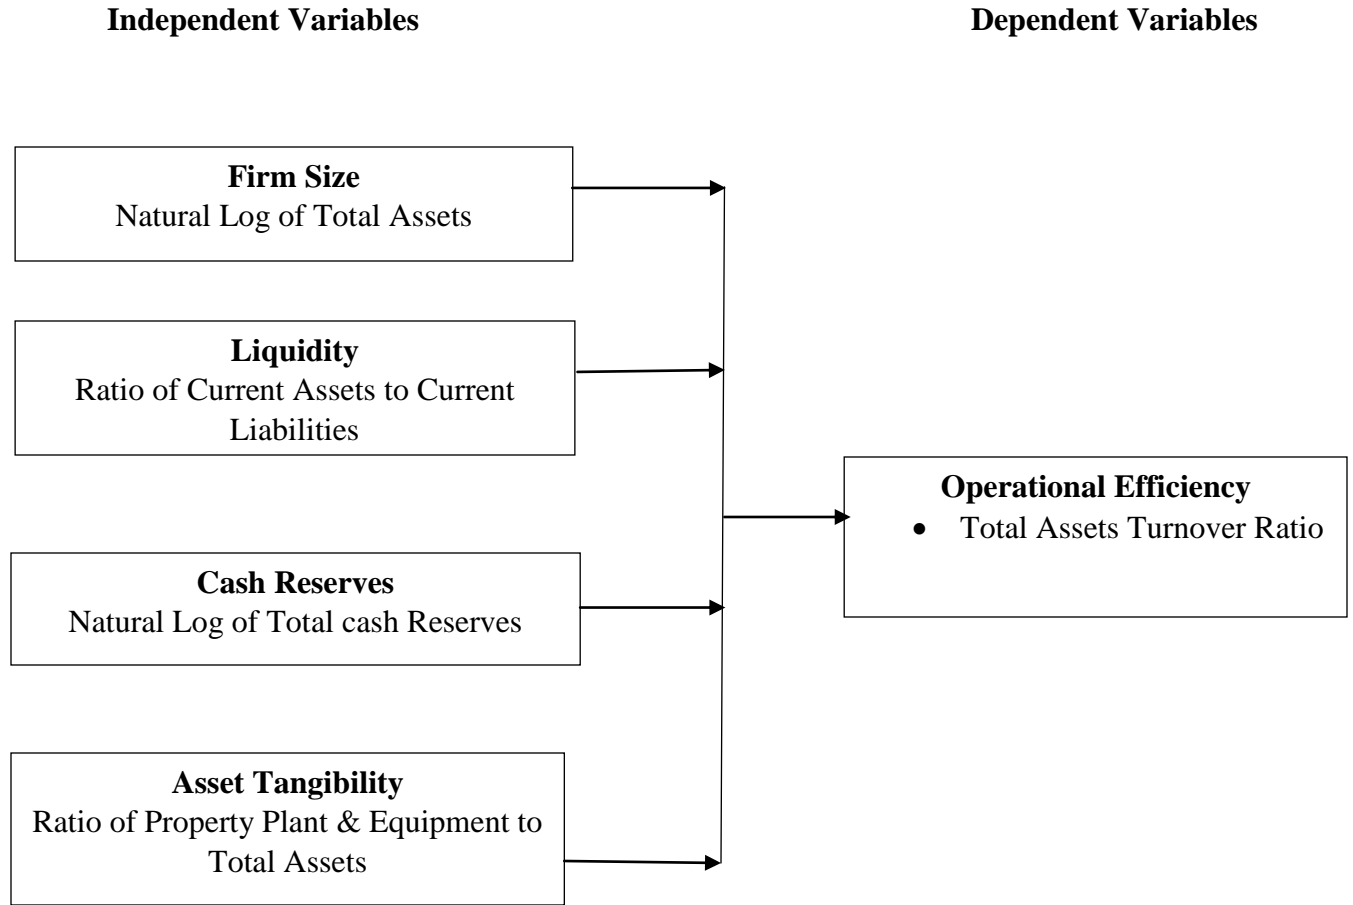 Independent Variables
Dependent Variables
Firm Size
Natural Log of Total Assets
Liquidity
Ratio of Current Assets to Current
Liabilities
Operational Efficiency
• Total Assets Turnover Ratio
Cash Reserves
Natural Log of Total cash Reserves
Asset Tangibility
Ratio of Property Plant & Equipment to
Total Assets